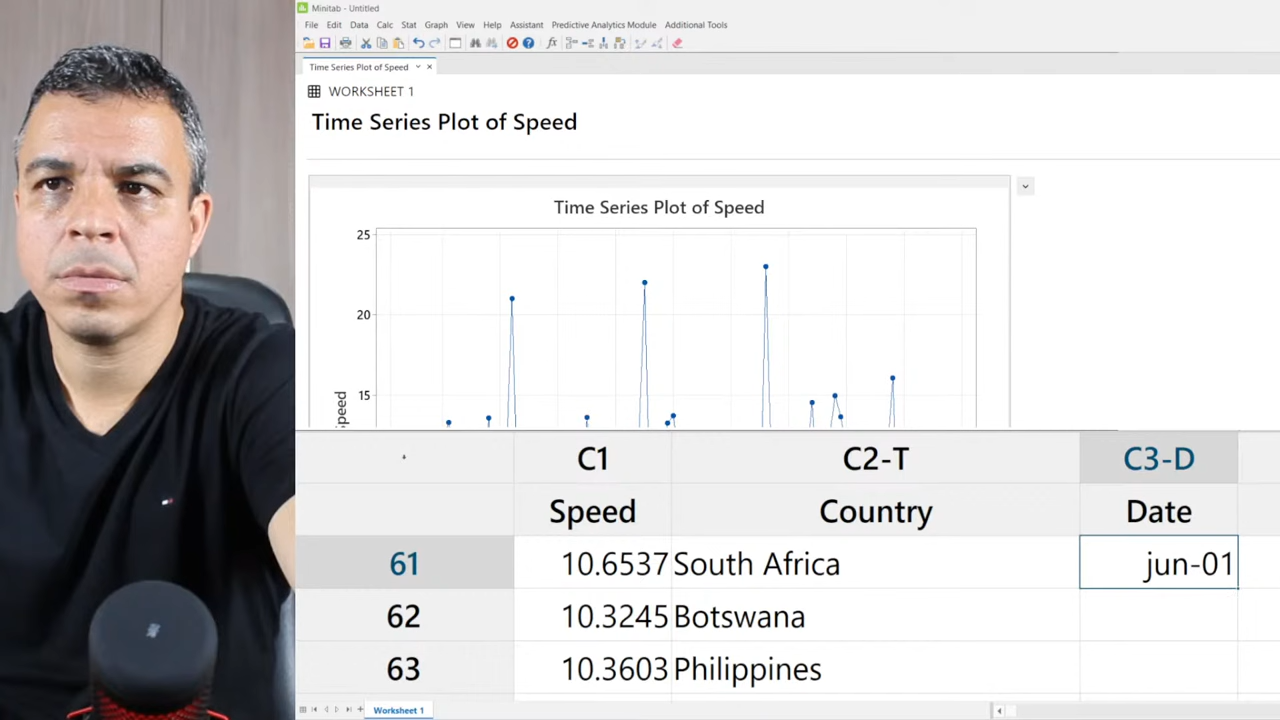 Minitab - Untitled
File Edit Data Calc Stat Graph View Help Assistant Predictive Analytics Module Additional Tools
Time Series Plot of Speed
WORKSHEET 1
Time Series Plot of Speed
Time Series Plot of Speed
25
20
15
Speed
C1 C2-T C3-D
Speed Country Date
61 10.6537 South Africa jun-01
62 10.3245 Botswana
63 10.3603 Philippines
Worksheet 1